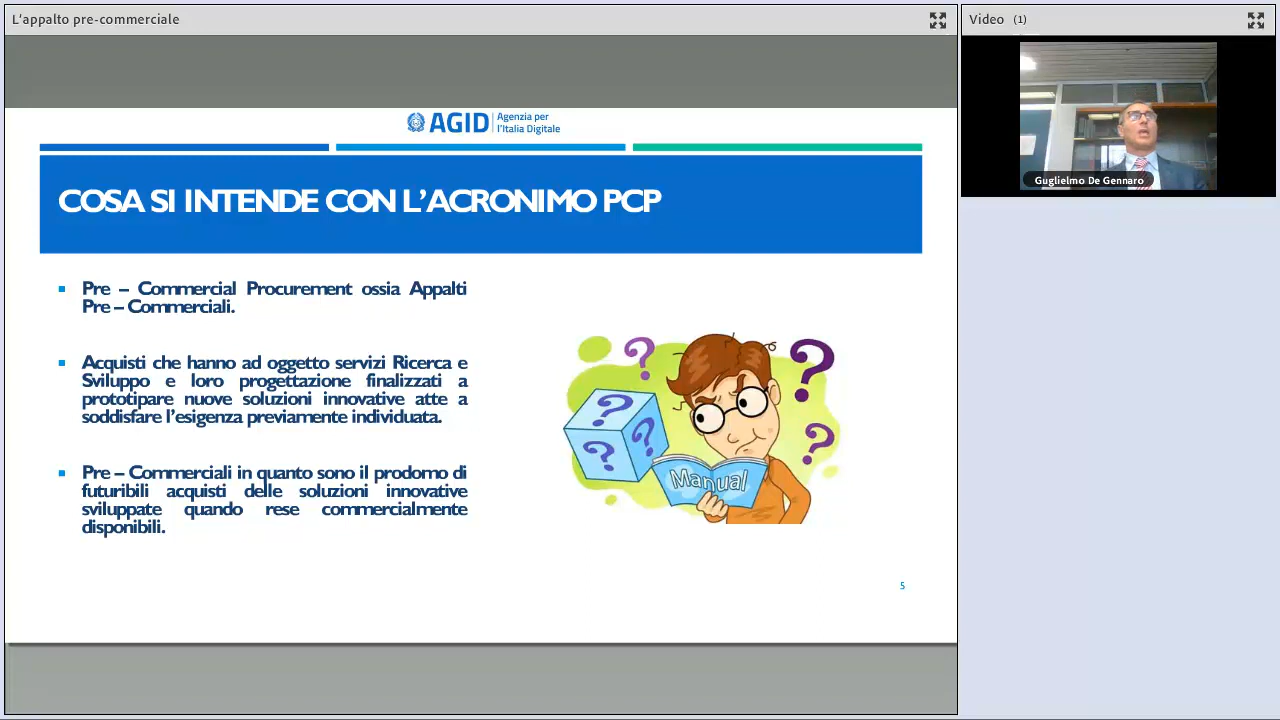 L'appalto pre-commerciale
Video (1)
Guglielmo De Gennaro
AGID Agenzia per
l'Italia Digitale
COSA SI INTENDE CON L'ACRONIMO PCP
Pre – Commercial Procurement ossia Appalti
Pre – Commerciali.
Acquisti che hanno ad oggetto servizi Ricerca e
Sviluppo e loro progettazione finalizzati a
prototipare nuove soluzioni innovative atte a
soddisfare l'esigenza previamente individuata.
Pre – Commerciali in quanto sono il prodomo di
futuribili acquisti delle soluzioni innovative
sviluppate quando rese commercialmente
disponibili.
? ? ? ? ? ?
Manual
5